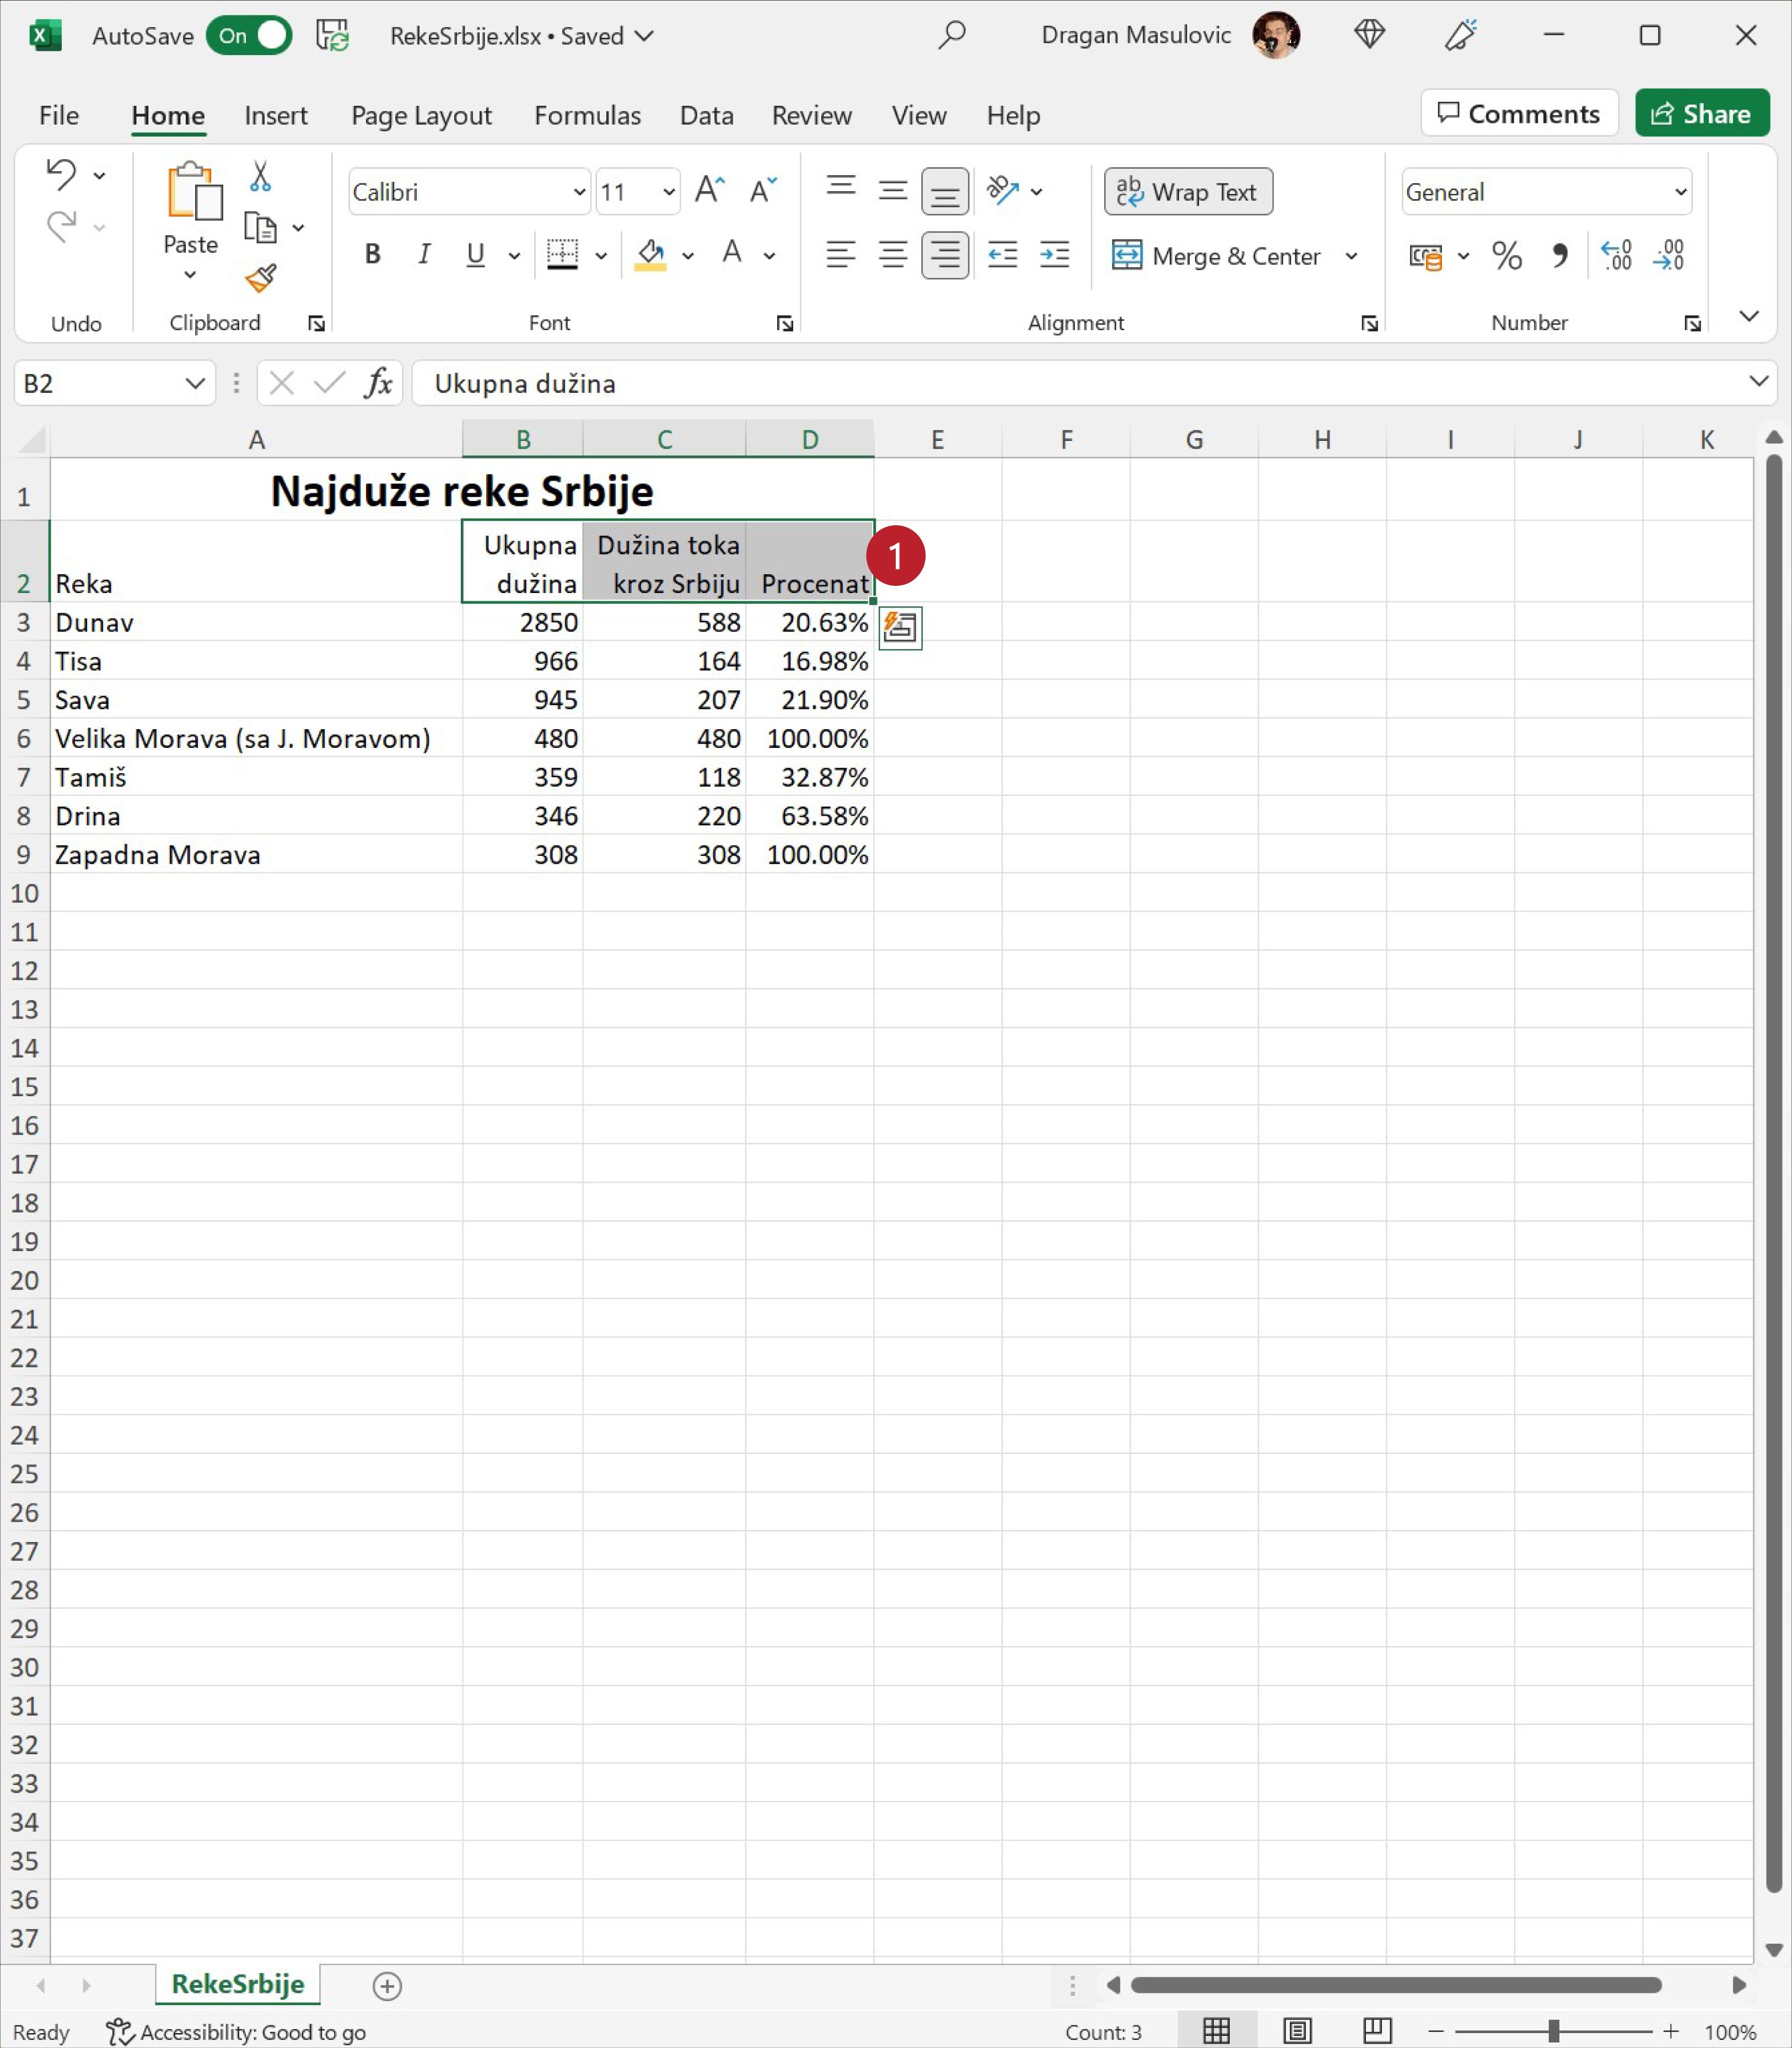 AutoSave On RekeSrbije.xlsx • Saved Dragan Masulovic
File Home Insert Page Layout Formulas Data Review View Help Comments Share
Calibri 11 Wrap Text General
Paste B I U A Merge & Center % 
Undo Clipboard Font Alignment Number
B2 fx Ukupna dužina
A B C D E F G H I J K
1 Najduže reke Srbije
Ukupna Dužina toka 1
2 Reka dužina kroz Srbiju Procenat
3 Dunav 2850 588 20.63%
4 Tisa 966 164 16.98%
5 Sava 945 207 21.90%
6 Velika Morava (sa J. Moravom) 480 480 100.00%
7 Tamiš 359 118 32.87%
8 Drina 346 220 63.58%
9 Zapadna Morava 308 308 100.00%
10
11
12
13
14
15
16
17
18
19
20
21
22
23
24
25
26
27
28
29
30
31
32
33
34
35
36
37
RekeSrbije
Ready Accessibility: Good to go Count: 3 100%